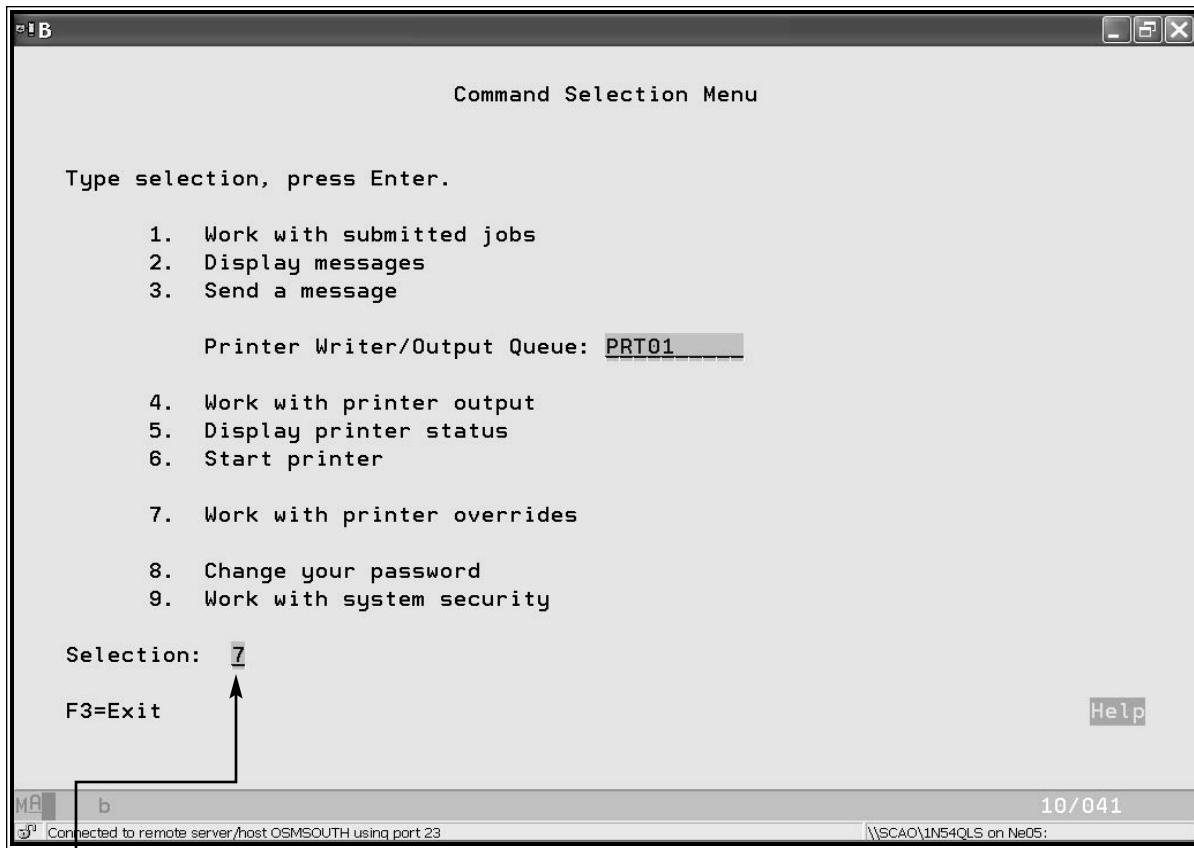 B
Command Selection Menu
Type selection, press Enter.
1. Work with submitted jobs
2. Display messages
3. Send a message
Printer Writer/Output Queue: PRT01
4. Work with printer output
5. Display printer status
6. Start printer
7. Work with printer overrides
8. Change your password
9. Work with system security
Selection: 7
F3=Exit Help
MA b 10/041
Connected to remote server/host OSMSOUTH using port 23 \\SCAO\1N54QLS on Ne05: